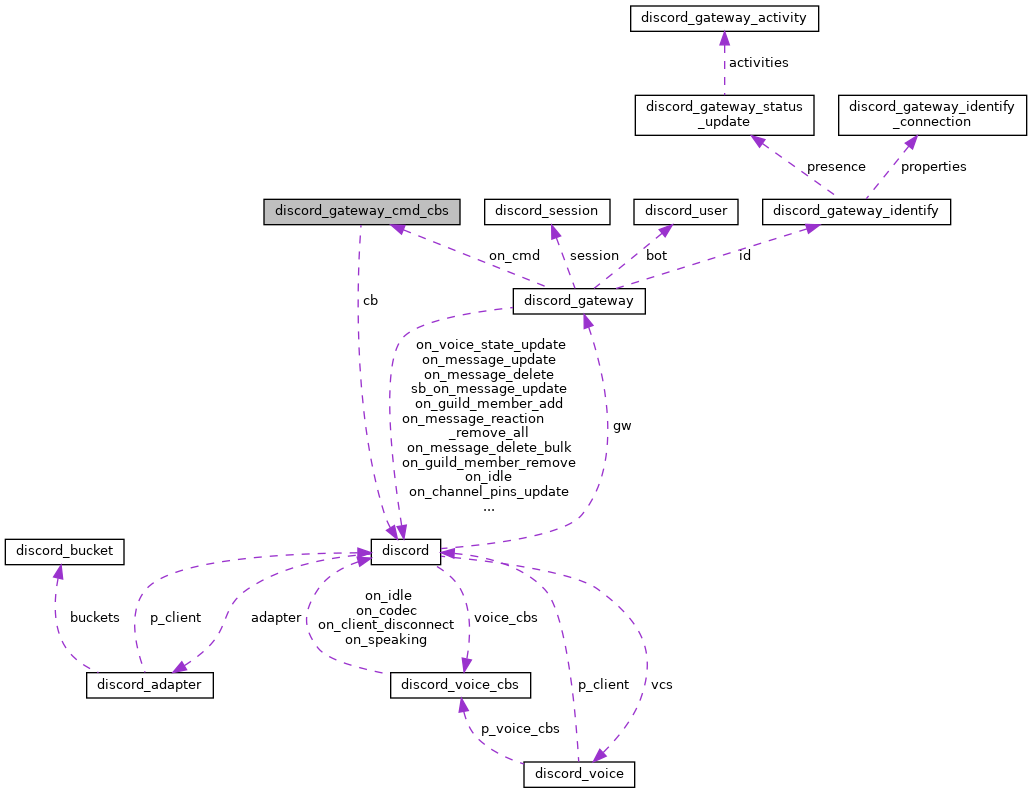 discord_gateway_activity
activities
discord_gateway_status
_update
discord_gateway_identify
_connection
presence
properties
discord_gateway_cmd_cbs
discord_session
discord_user
discord_gateway_identify
on_cmd
session
bot
id
discord_gateway
cb
on_voice_state_update
on_message_update
on_message_delete
sb_on_message_update
on_guild_member_add
on_message_reaction
_remove_all
on_message_delete_bulk
on_guild_member_remove
on_idle
on_channel_pins_update
...
gw
discord_bucket
discord
buckets
p_client
adapter
on_idle
on_codec
on_client_disconnect
on_speaking
voice_cbs
discord_adapter
discord_voice_cbs
p_client
vcs
p_voice_cbs
discord_voice